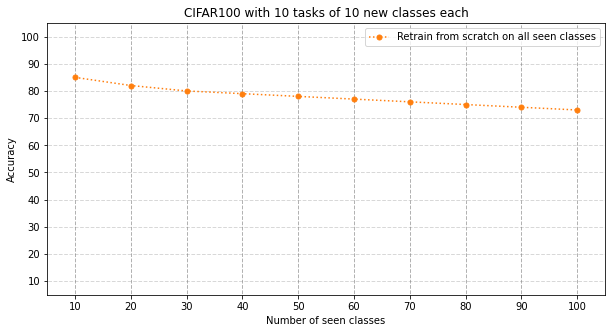 CIFAR100 with 10 tasks of 10 new classes each
Retrain from scratch on all seen classes
Accuracy
100
90
80
70
60
50
40
30
20
10
10 20 30 40 50 60 70 80 90 100
Number of seen classes